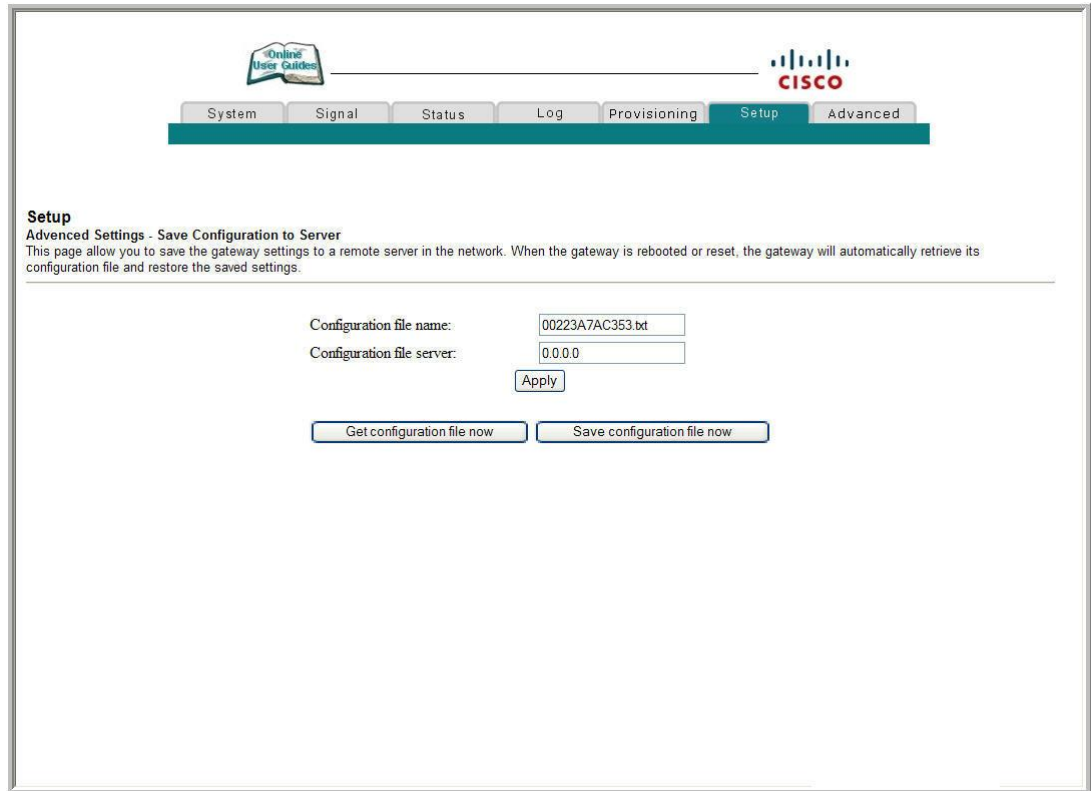 Online
User Guides
CISCO
System Signal Status Log Provisioning Setup Advanced
Setup
Advenced Settings - Save Configuration to Server
This page allow you to save the gateway settings to a remote server in the network. When the gateway is rebooted or reset, the gateway will automatically retrieve its
configuration file and restore the saved settings.
Configuration file name: 00223A7AC353.txt
Configuration file server: 0.0.0.0
Apply
Get configuration file now Save configuration file now